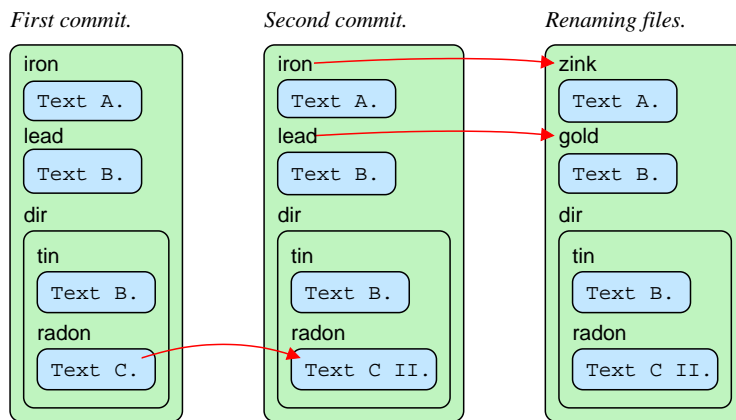 First commit.
Second commit.
Renaming files.
iron
Text A.
lead
Text B.
dir
tin
Text B.
radon
Text C.
iron
Text A.
lead
Text B.
dir
tin
Text B.
radon
Text C II.
zink
Text A.
gold
Text B.
dir
tin
Text B.
radon
Text C II.